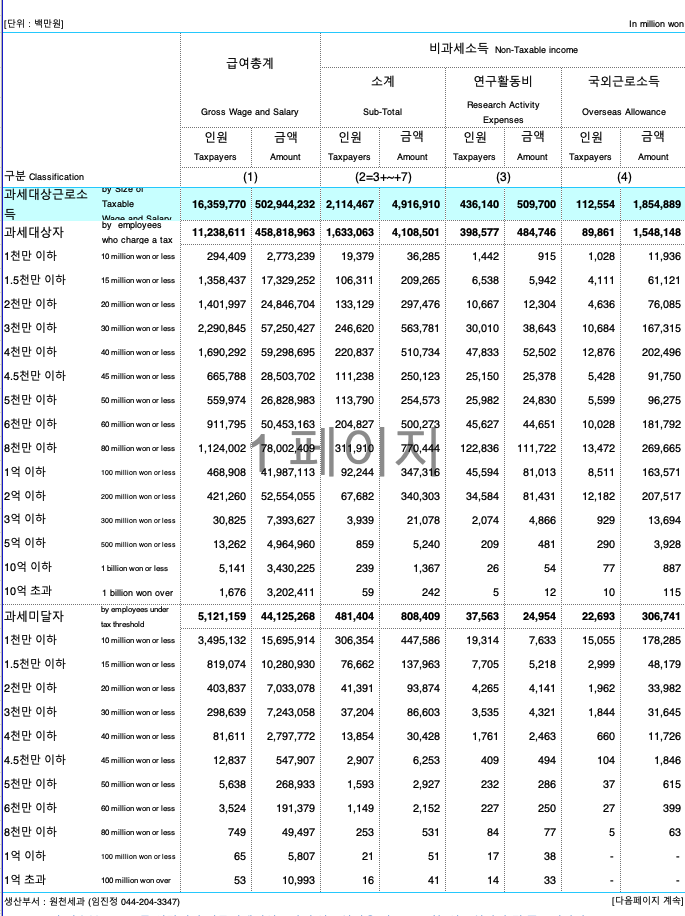 [단위 : 백만원] In million won
급여총계 비과세소득 Non-Taxable income
소계 연구활동비 국외근로소득
Gross Wage and Salary Sub-Total Research Activity Expenses Overseas Allowance
인원 금액 인원 금액 인원 금액 인원 금액
Taxpayers Amount Taxpayers Amount Taxpayers Amount Taxpayers Amount
구분 Classification (1) (2=3+~+7) (3) (4)
과세대상근로소득 by Size of Taxable Wage and Salary 16,359,770 502,944,232 2,114,467 4,916,910 436,140 509,700 112,554 1,854,889
과세대상자 by employees who charge a tax 11,238,611 458,818,963 1,633,063 4,108,501 398,577 484,746 89,861 1,548,148
1천만 이하 10 million won or less 294,409 2,773,239 19,379 36,285 1,442 915 1,028 11,936
1.5천만 이하 15 million won or less 1,358,437 17,329,252 106,311 209,265 6,538 5,942 4,111 61,121
2천만 이하 20 million won or less 1,401,997 24,846,704 133,129 297,476 10,667 12,304 4,636 76,085
3천만 이하 30 million won or less 2,290,845 57,250,427 246,620 563,781 30,010 38,643 10,684 167,315
4천만 이하 40 million won or less 1,690,292 59,298,695 220,837 510,734 47,833 52,502 12,876 202,496
4.5천만 이하 45 million won or less 665,788 28,503,702 111,238 250,123 25,150 25,378 5,428 91,750
5천만 이하 50 million won or less 559,974 26,828,983 113,790 254,573 25,982 24,830 5,599 96,275
6천만 이하 60 million won or less 911,795 50,453,163 204,827 500,273 45,627 44,651 10,028 181,792
8천만 이하 80 million won or less 1,124,002 78,002,409 311,910 770,444 122,836 111,722 13,472 269,665
1 페이지
1억 이하 100 million won or less 468,908 41,987,113 92,244 347,316 45,594 81,013 8,511 163,571
2억 이하 200 million won or less 421,260 52,554,055 67,682 340,303 34,584 81,431 12,182 207,517
3억 이하 300 million won or less 30,825 7,393,627 3,939 21,078 2,074 4,866 929 13,694
5억 이하 500 million won or less 13,262 4,964,960 859 5,240 209 481 290 3,928
10억 이하 1 billion won or less 5,141 3,430,225 239 1,367 26 54 77 887
10억 초과 1 billion won over 1,676 3,202,411 59 242 5 12 10 115
과세미달자 by employees under tax threshold 5,121,159 44,125,268 481,404 808,409 37,563 24,954 22,693 306,741
1천만 이하 10 million won or less 3,495,132 15,695,914 306,354 447,586 19,314 7,633 15,055 178,285
1.5천만 이하 15 million won or less 819,074 10,280,930 76,662 137,963 7,705 5,218 2,999 48,179
2천만 이하 20 million won or less 403,837 7,033,078 41,391 93,874 4,265 4,141 1,962 33,982
3천만 이하 30 million won or less 298,639 7,243,058 37,204 86,603 3,535 4,321 1,844 31,645
4천만 이하 40 million won or less 81,611 2,797,772 13,854 30,428 1,761 2,463 660 11,726
4.5천만 이하 45 million won or less 12,837 547,907 2,907 6,253 409 494 104 1,846
5천만 이하 50 million won or less 5,638 268,933 1,593 2,927 232 286 37 615
6천만 이하 60 million won or less 3,524 191,379 1,149 2,152 227 250 27 399
8천만 이하 80 million won or less 749 49,497 253 531 84 77 5 63
1억 이하 100 million won or less 65 5,807 21 51 17 38 - -
1억 초과 100 million won over 53 10,993 16 41 14 33 - -
생산부서 : 원천세과 (임진정 044-204-3347) [다음페이지 계속]